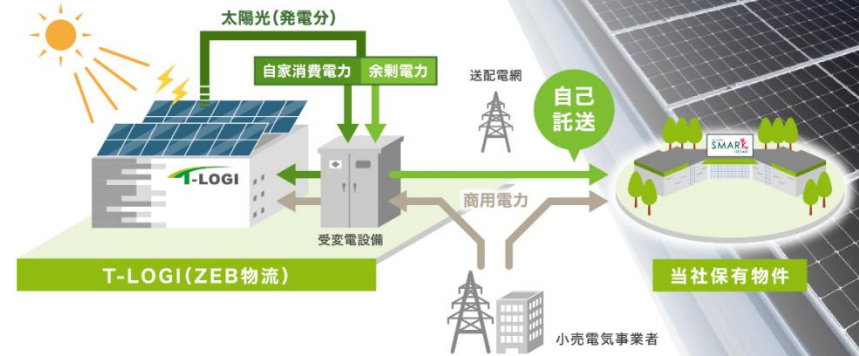 太陽光(発電分)
自家消費電力
余剰電力
送配電網
自己
託送
SMARK
T-LOGI
商用電力
受変電設備
T-LOGI(ZEB物流)
当社保有物件
小売電気事業者